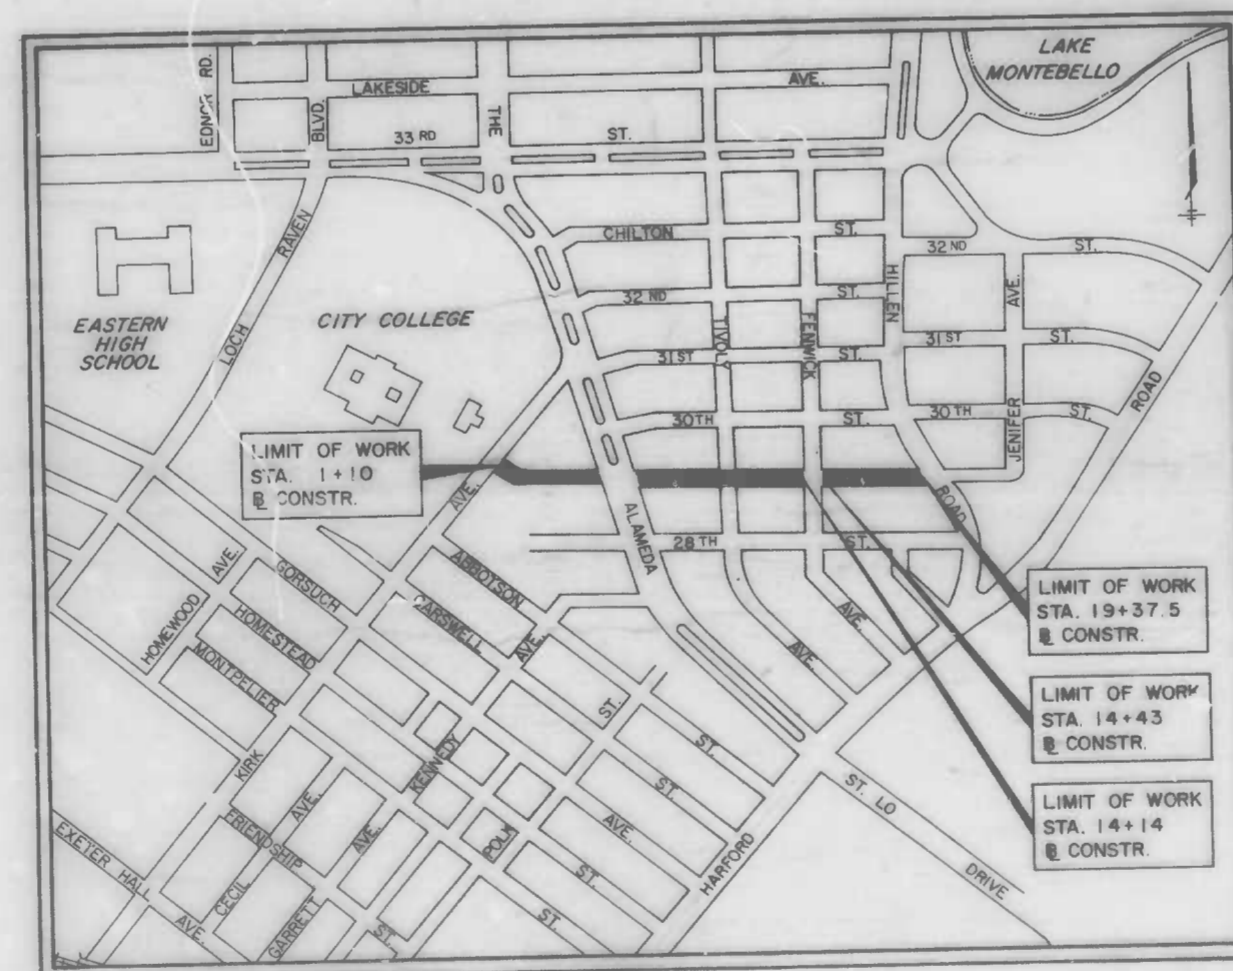 LAKE
MONTEBELLO
EDNOR RD.
BLVD.
LAKESIDE
AVE.
THE
33 RD
ST.
LOCH RAVEN
CHILTON
ST.
32 ND
ST.
32 ND
ST.
HILLEN
AVE.
EASTERN
HIGH
SCHOOL
CITY COLLEGE
TIVOLY
FENWICK
31 ST
ST.
31 ST
ST.
ROAD
30 TH
ST.
30 TH
ST.
JENIFER
LIMIT OF WORK
STA. 1+10
B CONSTR.
AVE.
ROAD
ALAMEDA
28 TH
ST.
AVE.
GORSUCH
ABBOTSON
CARSWELL
AVE.
HOMEWOOD
HOMESTEAD
MONTPELIER
AVE.
AVE.
LIMIT OF WORK
STA. 19+37.5
B CONSTR.
LIMIT OF WORK
STA. 14+43
B CONSTR.
ST.
ST.
KIRK
KENNEDY
ST.
ST. LO
DRIVE
LIMIT OF WORK
STA. 14+14
B CONSTR.
AVE.
AVE.
AVE.
FRIENDSHIP
POLK
HARFORD
EXETER HALL
AVE.
CECIL
ST.
GARRETT
ST.
ST.